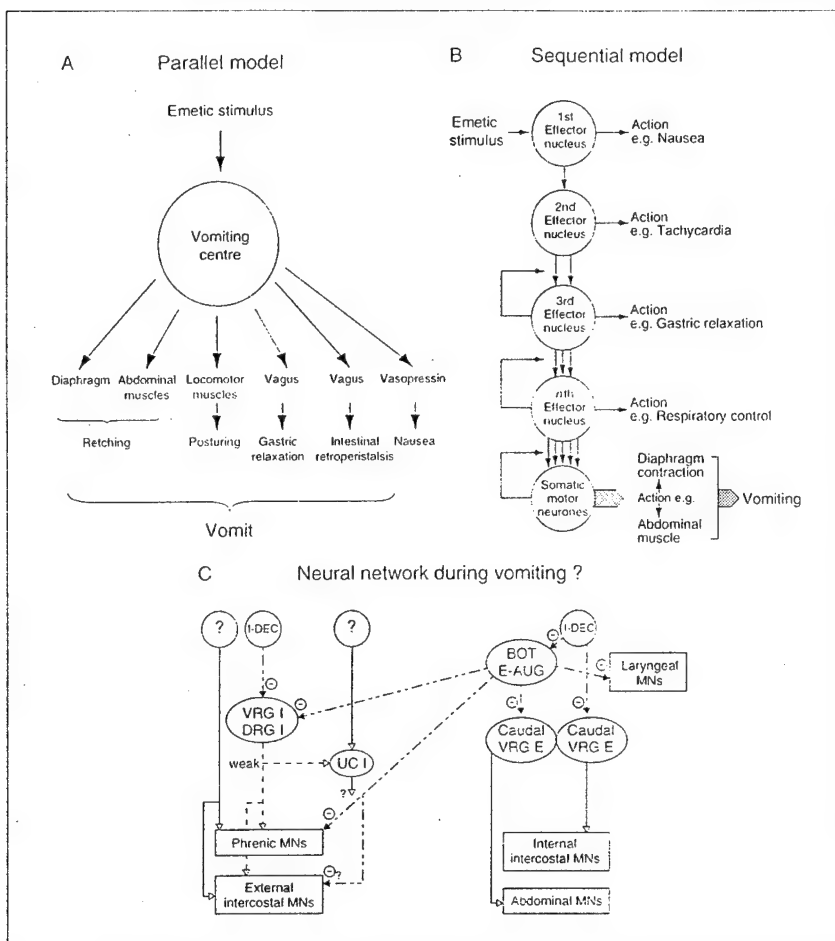 A Parallel model
Emetic stimulus
Vomiting
centre
Diaphragm Abdominal Locomotor Vagus Vagus Vasopressin
muscles muscles
Retching Posturing Gastric Intestinal Nausea
relaxation retroperistalsis
Vomit
B Sequential model
Emetic
stimulus
1st
Effector
nucleus
Action
e.g. Nausea
2nd
Effector
nucleus
Action
e.g. Tachycardia
3rd
Effector
nucleus
Action
e.g. Gastric relaxation
nth
Effector
nucleus
Action
e.g. Respiratory control
Somatic
motor
neurones
Diaphragm
contraction
Action e.g.
Abdominal
muscle
Vomiting
C Neural network during vomiting ?
? I-DEC ? I-DEC
BOT
E-AUG
Laryngeal
MNs
VRG I
DRG I
weak
UC I
?
Caudal
VRG E
Caudal
VRG E
Phrenic MNs
External
intercostal MNs
?
Internal
intercostal MNs
Abdominal MNs